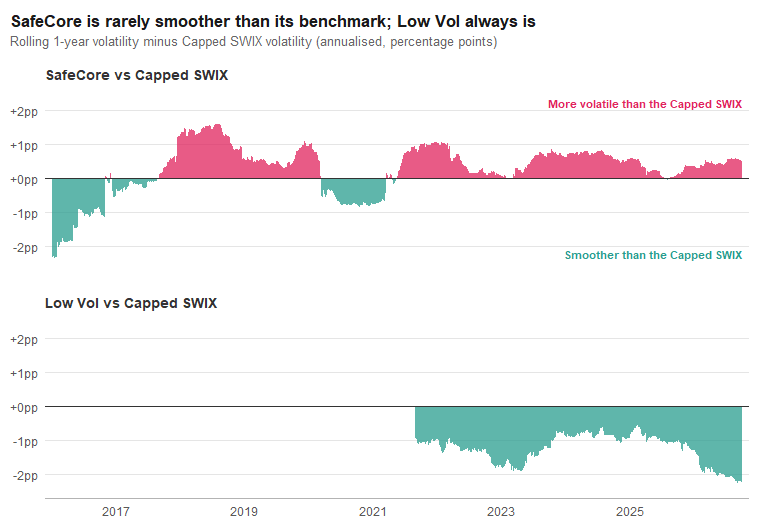 SafeCore is rarely smoother than its benchmark; Low Vol always is
Rolling 1-year volatility minus Capped SWIX volatility (annualised, percentage points)
SafeCore vs Capped SWIX
+2pp
More volatile than the Capped SWIX
+1pp
+0pp
-1pp
-2pp
Smoother than the Capped SWIX
Low Vol vs Capped SWIX
+2pp
+1pp
+0pp
-1pp
-2pp
2017 2019 2021 2023 2025